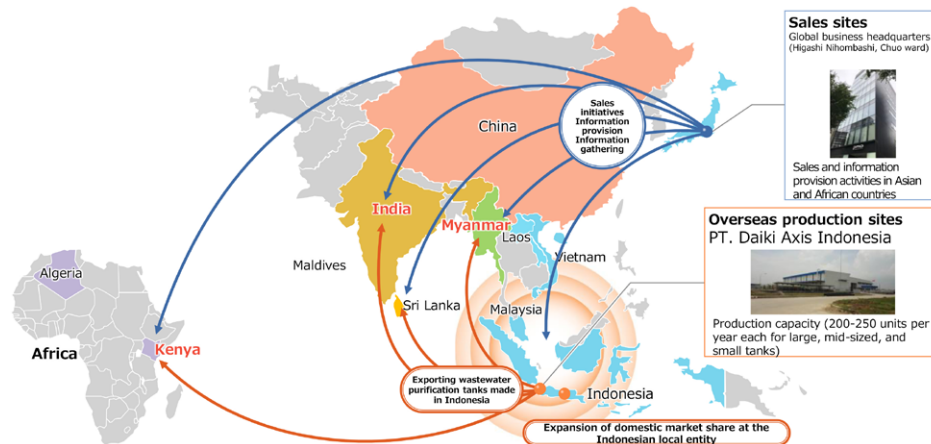 Sales sites
Global business headquarters
(Higashi Nihombashi, Chuo ward)
Sales and information
provision activities in Asian
and African countries
Sales
initiatives
Information
provision
Information
gathering
China
India
Myanmar
Laos
Vietnam
Maldives
Sri Lanka
Malaysia
Algeria
Africa
Kenya
Overseas production sites
PT. Daiki Axis Indonesia
Production capacity (200-250 units per
year each for large, mid-sized, and
small tanks)
Exporting wastewater
purification tanks made
in Indonesia
Indonesia
Expansion of domestic market share at the
Indonesian local entity